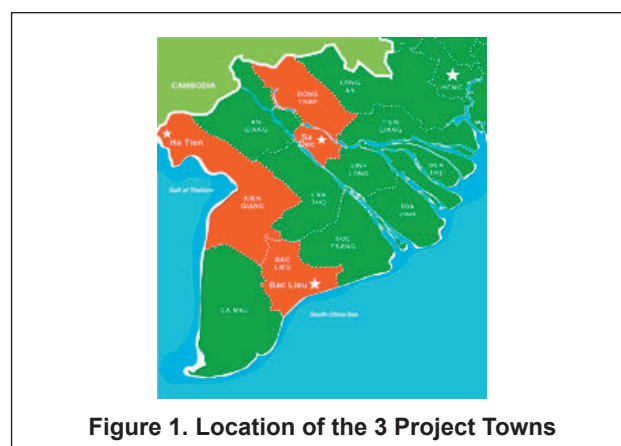 CAMBODIA
LONG
AN
DONG
THAP
HCMC
AN
GIANG
TIEN
GIANG
Sa
Dec
Ha Tien
VINH
LONG
BEN
TRE
Gulf of Thailand
CAN
THO
TRA
VINH
KIEN
GIANG
SOC
TRANG
BAC
LIEU
Bac Lieu
CA MAU
South China Sea
Figure 1. Location of the 3 Project Towns